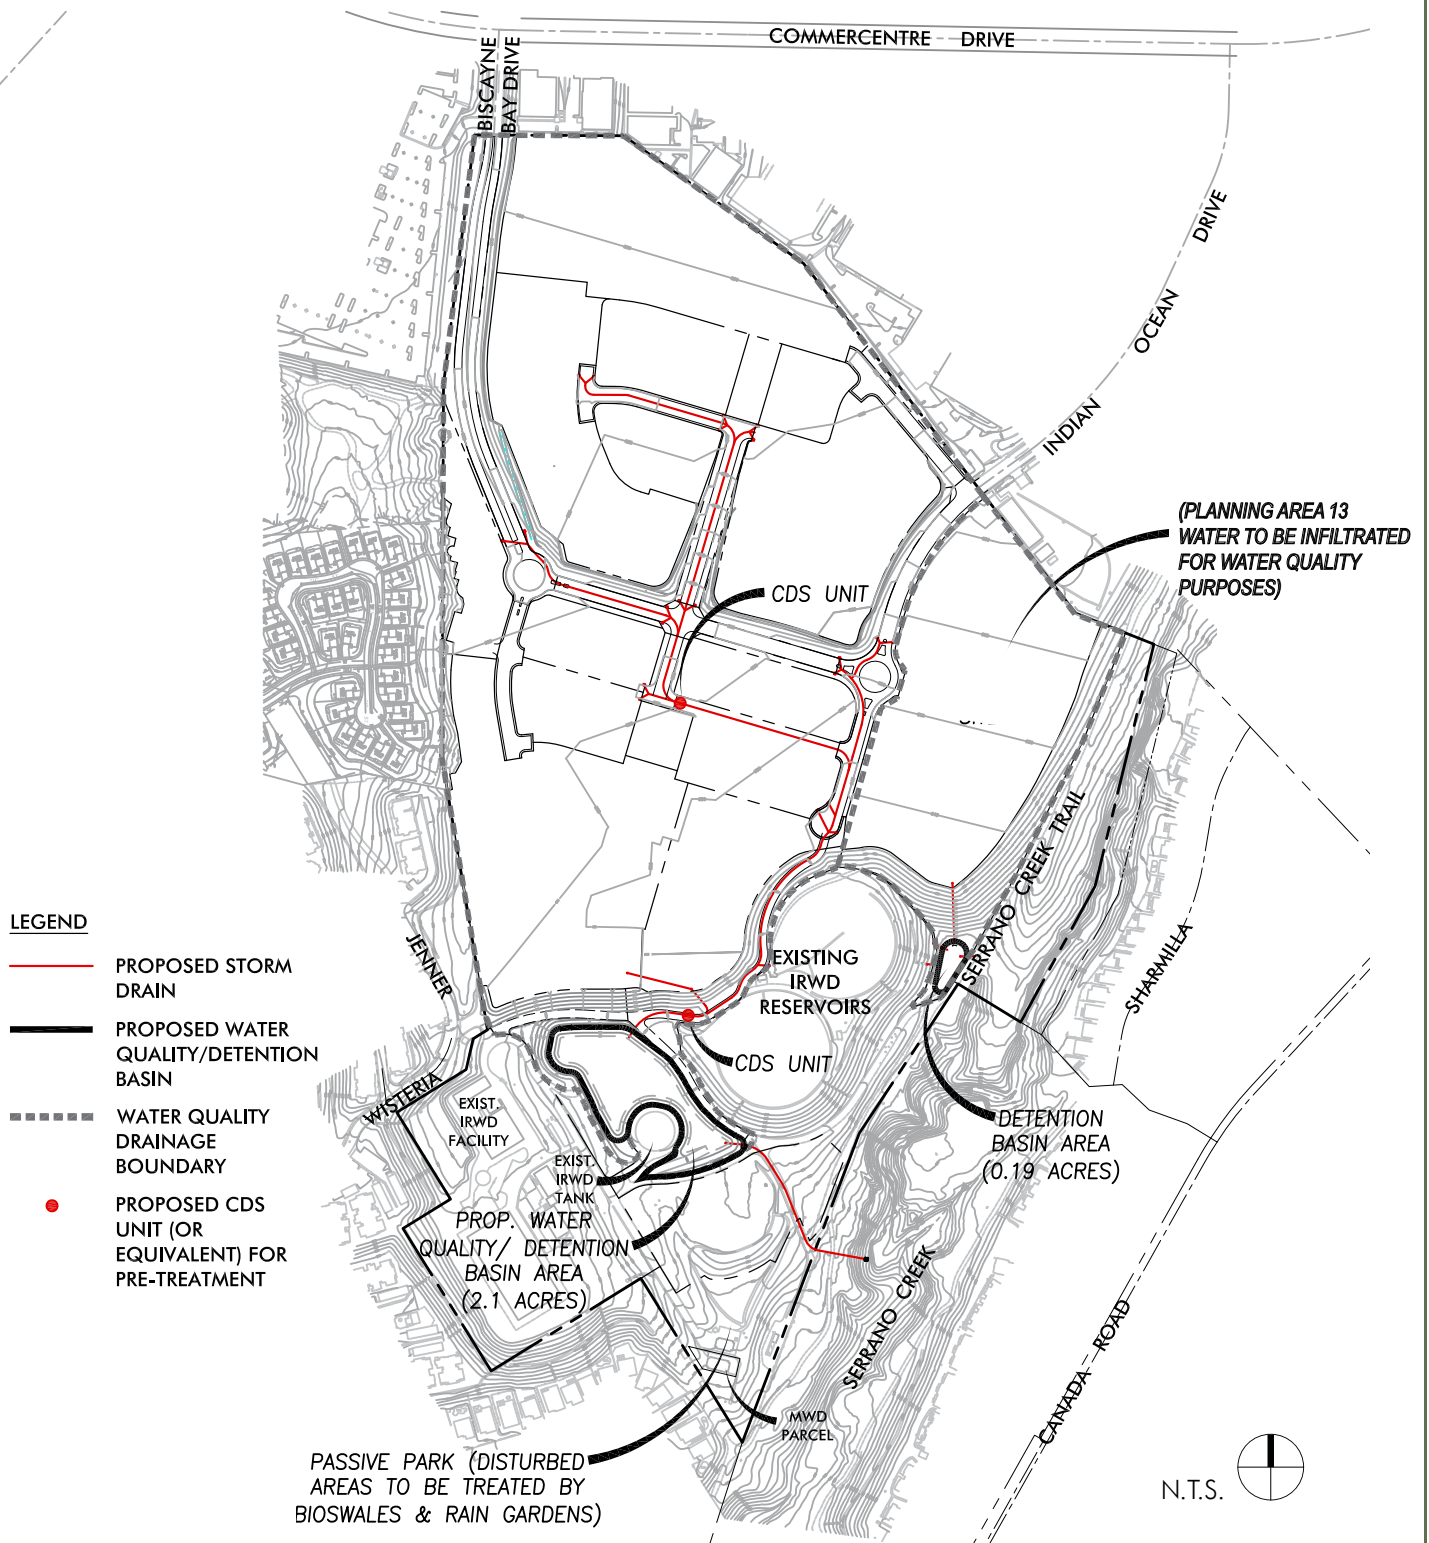 COMMERCENTRE DRIVE
BISCAYNE
BAY DRIVE
INDIAN OCEAN DRIVE
(PLANNING AREA 13
WATER TO BE INFILTRATED
FOR WATER QUALITY
PURPOSES)
CDS UNIT
SERRANO CREEK TRAIL
SHARMILLA
JENNER
LEGEND
PROPOSED STORM
DRAIN
PROPOSED WATER
QUALITY/DETENTION
BASIN
WATER QUALITY
DRAINAGE
BOUNDARY
PROPOSED CDS
UNIT (OR
EQUIVALENT) FOR
PRE-TREATMENT
EXISTING
IRWD
RESERVOIRS
CDS UNIT
WISTERIA
EXIST.
IRWD
FACILITY
EXIST.
IRWD
TANK
DETENTION
BASIN AREA
(0.19 ACRES)
PROP. WATER
QUALITY/ DETENTION
BASIN AREA
(2.1 ACRES)
SERRANO CREEK
CANADA ROAD
MWD
PARCEL
PASSIVE PARK (DISTURBED
AREAS TO BE TREATED BY
BIOSWALES & RAIN GARDENS)
N.T.S.